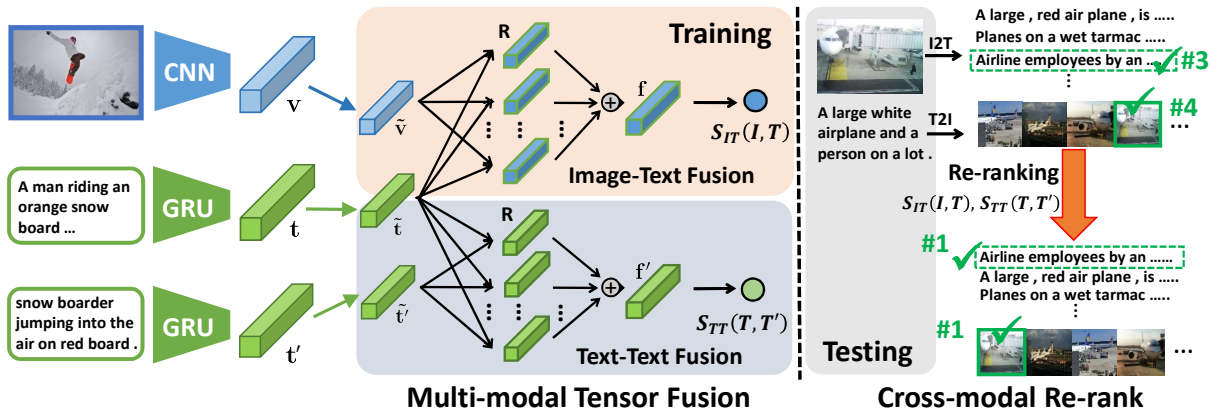 CNN
v
ṽ
A man riding an
orange snow
board ...
GRU
t
t̃
snow boarder
jumping into the
air on red board .
GRU
t′
t̃′
Training
R
f
S_IT(I, T)
Image-Text Fusion
R
f′
S_TT(T, T′)
Text-Text Fusion
Multi-modal Tensor Fusion
A large white
airplane and a
person on a lot .
Testing
I2T
A large , red air plane , is .....
Planes on a wet tarmac .....
Airline employees by an ...
#3
T2I
#4
...
Re-ranking
S_IT(I, T), S_TT(T, T′)
#1
Airline employees by an ......
A large , red air plane , is .....
Planes on a wet tarmac .....
#1
...
Cross-modal Re-rank